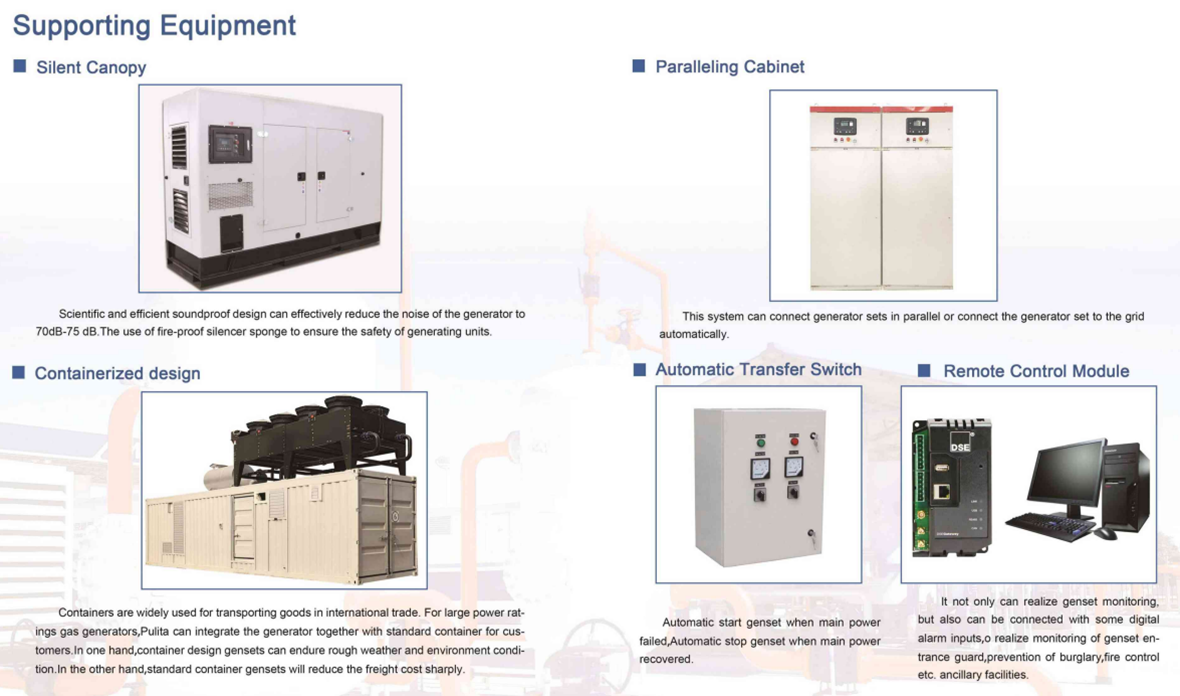 Supporting Equipment
Silent Canopy
Scientific and efficient soundproof design can effectively reduce the noise of the generator to
70dB-75 dB.The use of fire-proof silencer sponge to ensure the safety of generating units.
Containerized design
Containers are widely used for transporting goods in international trade. For large power rat-
ings gas generators,Pulita can integrate the generator together with standard container for cus-
tomers.In one hand,container design gensets can endure rough weather and environment condi-
tion.In the other hand,standard container gensets will reduce the freight cost sharply.
Paralleling Cabinet
This system can connect generator sets in parallel or connect the generator set to the grid
automatically.
Automatic Transfer Switch
Automatic start genset when main power
failed,Automatic stop genset when main power
recovered.
Remote Control Module
DSE
It not only can realize genset monitoring,
but also can be connected with some digital
alarm inputs,o realize monitoring of genset en-
trance guard,prevention of burglary,fire control
etc. ancillary facilities.